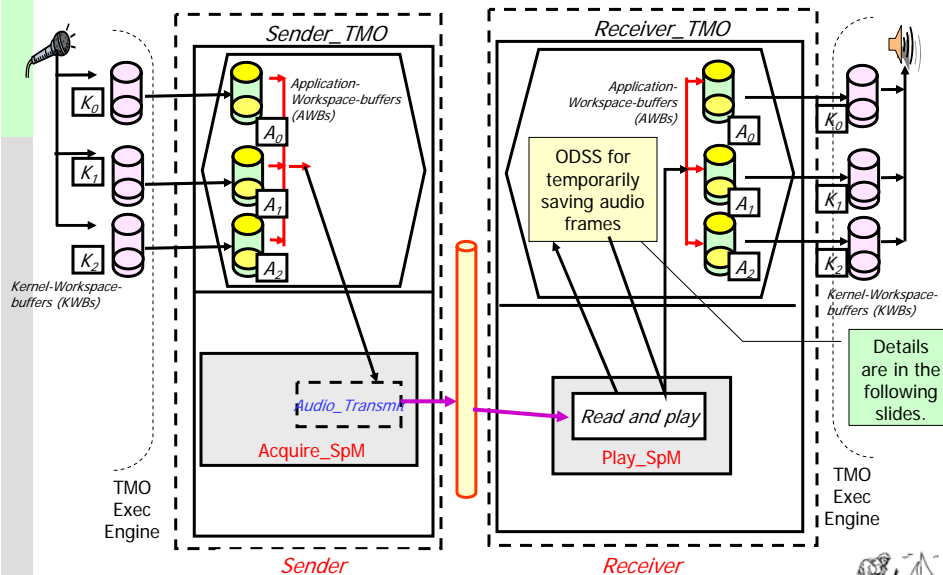 Sender_TMO
Receiver_TMO
K0
K1
K2
Kernel-Workspace-
buffers (KWBs)
A0
A1
A2
Application-
Workspace-buffers
(AWBs)
Audio_Transmit
Acquire_SpM
TMO
Exec
Engine
Sender
ODSS for
temporarily
saving audio
frames
Application-
Workspace-buffers
(AWBs)
A0
A1
A2
K0
K1
K2
Kernel-Workspace-
buffers (KWBs)
Details
are in the
following
slides.
Read and play
Play_SpM
TMO
Exec
Engine
Receiver